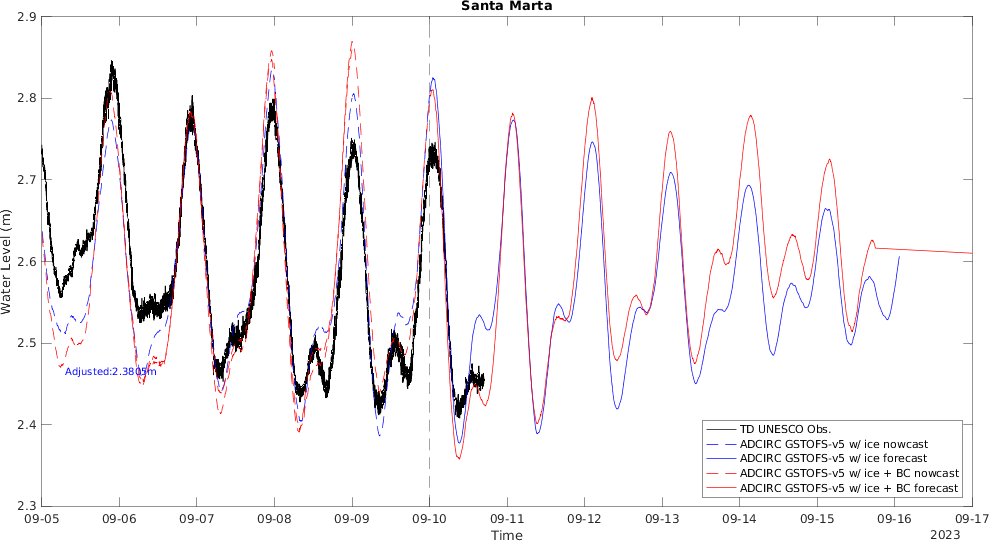 Santa Marta
2.9
2.8
2.7
2.6
2.5
2.4
2.3
Water Level (m)
Adjusted:2.3805m
TD UNESCO Obs.
ADCIRC GSTOFS-v5 w/ ice nowcast
ADCIRC GSTOFS-v5 w/ ice forecast
ADCIRC GSTOFS-v5 w/ ice + BC nowcast
ADCIRC GSTOFS-v5 w/ ice + BC forecast
09-05 09-06 09-07 09-08 09-09 09-10 09-11 09-12 09-13 09-14 09-15 09-16 09-17
Time
2023